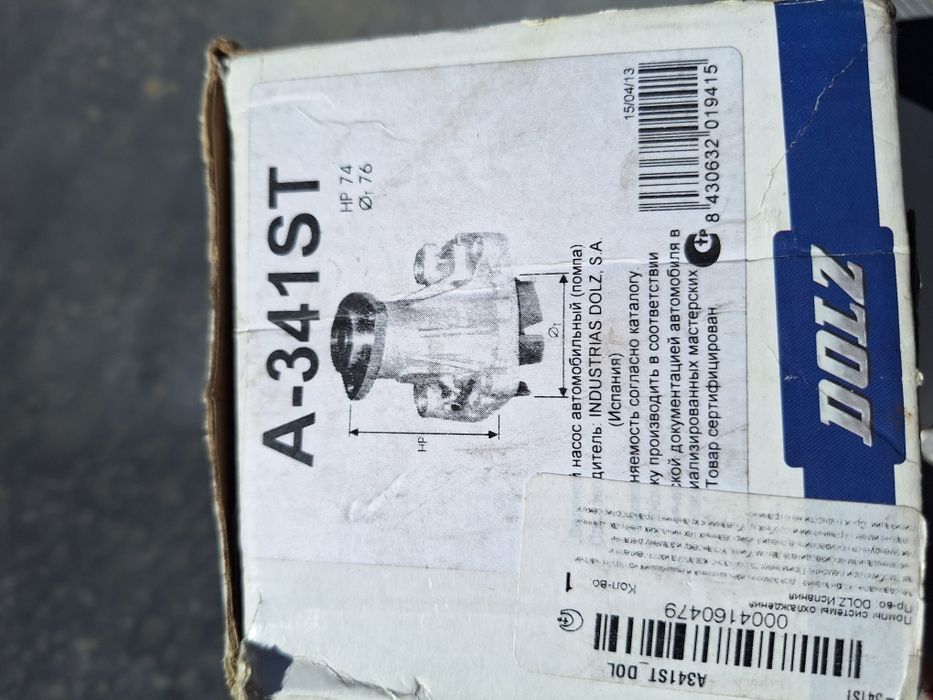 A-341ST
HP 74
Ø₁ 76
HP
Ø₁
15/04/13
8 430632 019415
насос автомобильный (помпа)
дитель: INDUSTRIAS DOLZ, S.A.
(Испания)
няемость согласно каталогу.
ку производить в соответствии
ской документацией автомобиля в
иализированных мастерских
Товар сертифицирован
DOLZ
A341ST_DOL
0004160479
Помпы системы охлаждения
Пр-во: DOLZ Испания
Кол-во 1
341ST